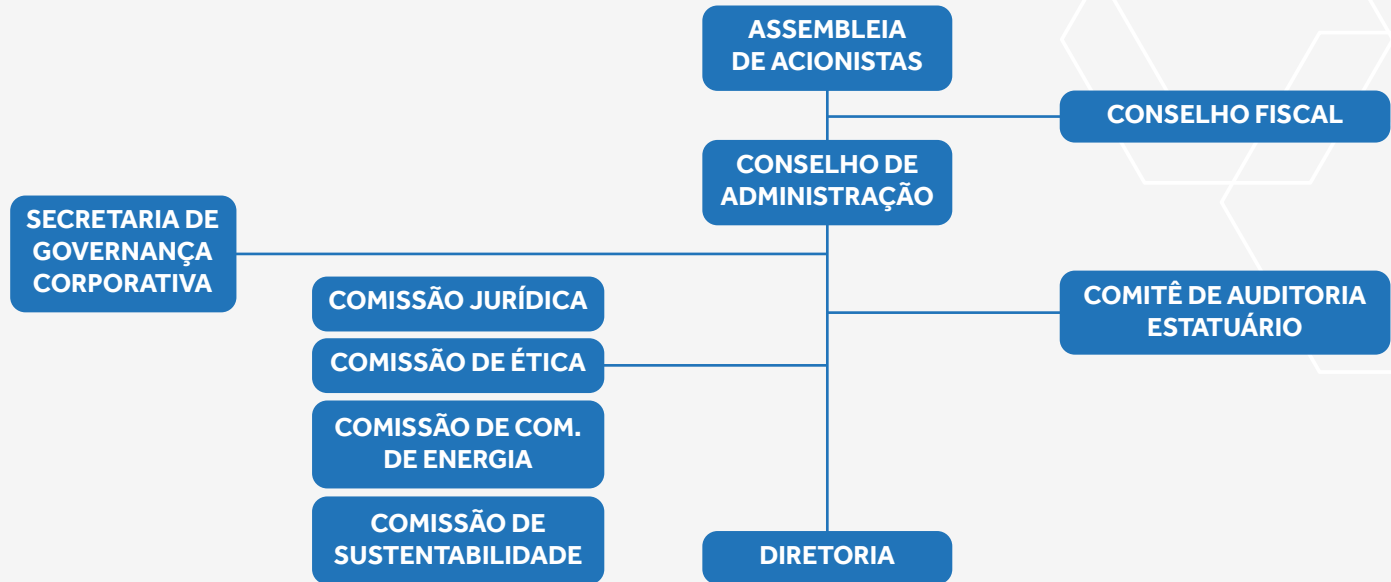 ASSEMBLEIA
DE ACIONISTAS
CONSELHO FISCAL
CONSELHO DE
ADMINISTRAÇÃO
SECRETARIA DE
GOVERNANÇA
CORPORATIVA
COMISSÃO JURÍDICA
COMITÊ DE AUDITORIA
ESTATUÁRIO
COMISSÃO DE ÉTICA
COMISSÃO DE COM.
DE ENERGIA
COMISSÃO DE
SUSTENTABILIDADE
DIRETORIA